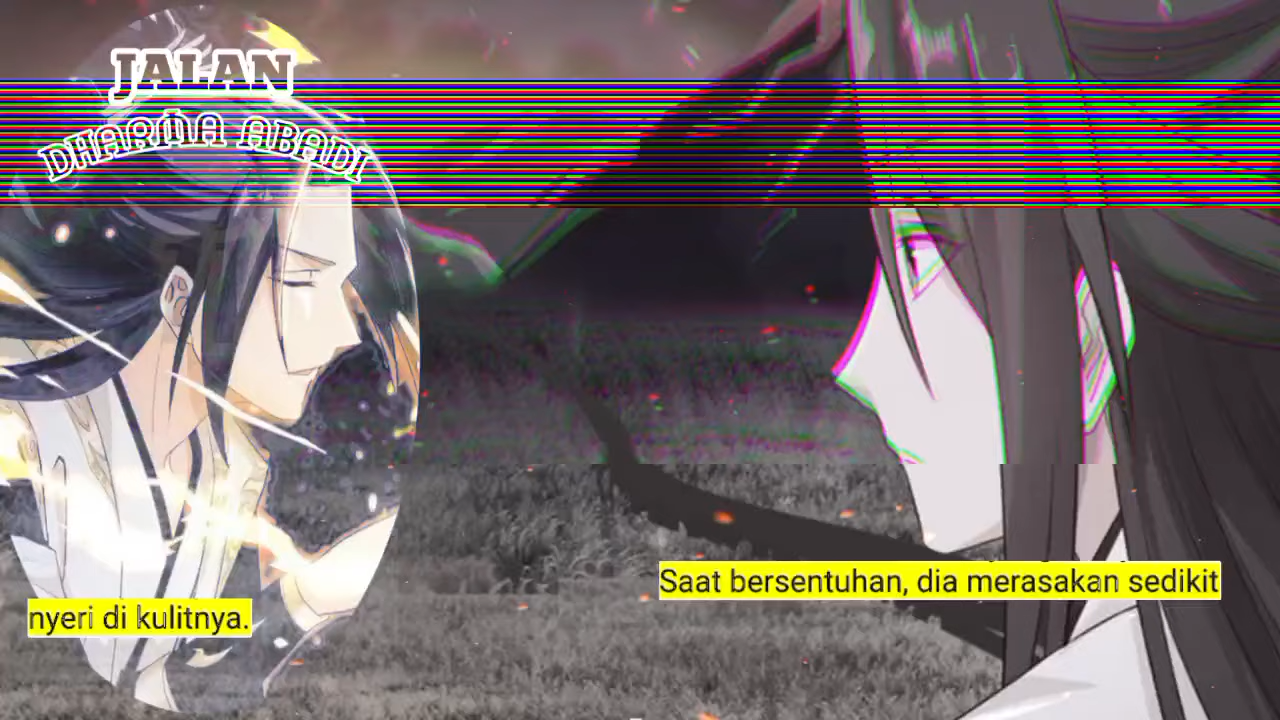 JALAN
DHARMA ABADI
Saat bersentuhan, dia merasakan sedikit
nyeri di kulitnya.